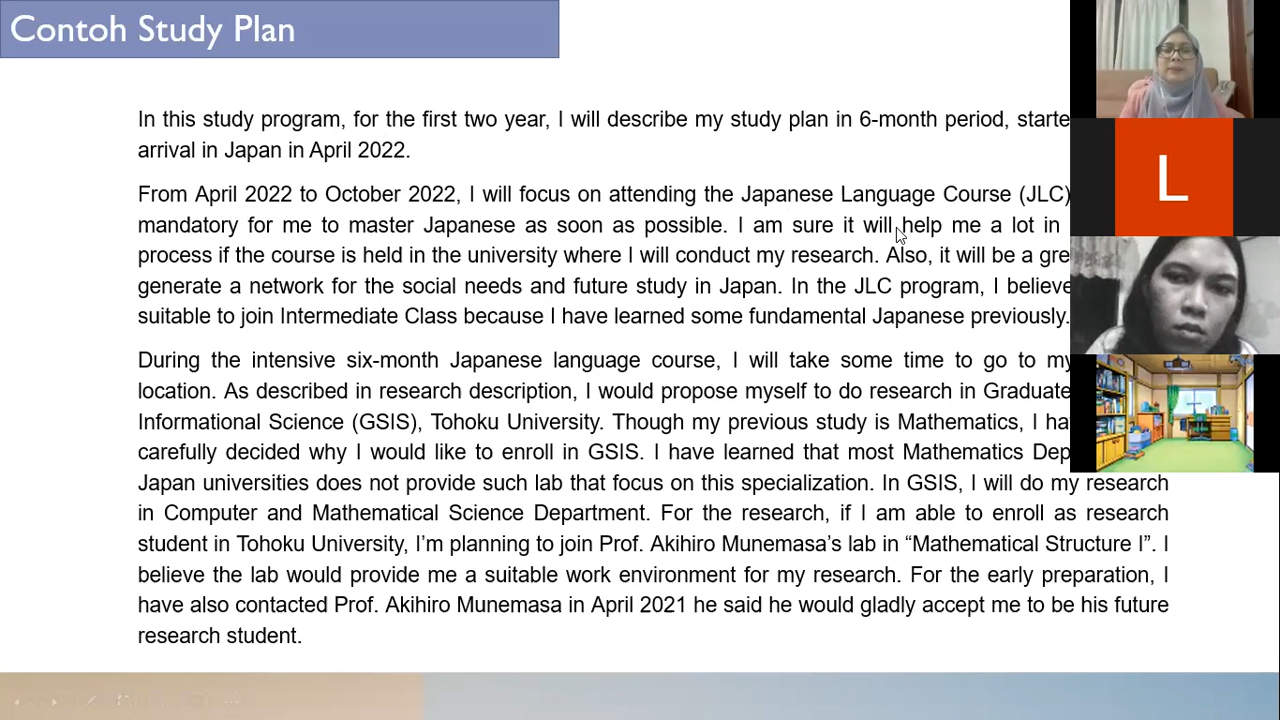 Contoh Study Plan
In this study program, for the first two year, I will describe my study plan in 6-month period, starte
arrival in Japan in April 2022.
From April 2022 to October 2022, I will focus on attending the Japanese Language Course (JLC)
mandatory for me to master Japanese as soon as possible. I am sure it will help me a lot in
process if the course is held in the university where I will conduct my research. Also, it will be a gre
generate a network for the social needs and future study in Japan. In the JLC program, I believe
suitable to join Intermediate Class because I have learned some fundamental Japanese previously.
During the intensive six-month Japanese language course, I will take some time to go to my
location. As described in research description, I would propose myself to do research in Graduate
Informational Science (GSIS), Tohoku University. Though my previous study is Mathematics, I ha
carefully decided why I would like to enroll in GSIS. I have learned that most Mathematics Dep
Japan universities does not provide such lab that focus on this specialization. In GSIS, I will do my research
in Computer and Mathematical Science Department. For the research, if I am able to enroll as research
student in Tohoku University, I’m planning to join Prof. Akihiro Munemasa’s lab in “Mathematical Structure I”. I
believe the lab would provide me a suitable work environment for my research. For the early preparation, I
have also contacted Prof. Akihiro Munemasa in April 2021 he said he would gladly accept me to be his future
research student.
L